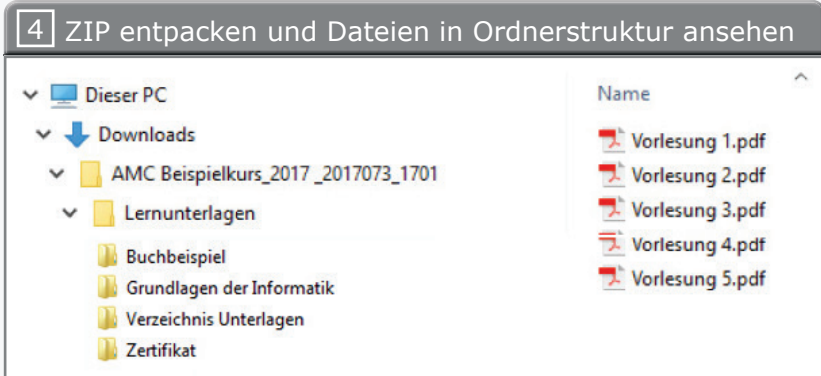 4 ZIP entpacken und Dateien in Ordnerstruktur ansehen
Dieser PC
Downloads
AMC Beispielkurs_2017 _2017073_1701
Lernunterlagen
Buchbeispiel
Grundlagen der Informatik
Verzeichnis Unterlagen
Zertifikat
Name
Vorlesung 1.pdf
Vorlesung 2.pdf
Vorlesung 3.pdf
Vorlesung 4.pdf
Vorlesung 5.pdf